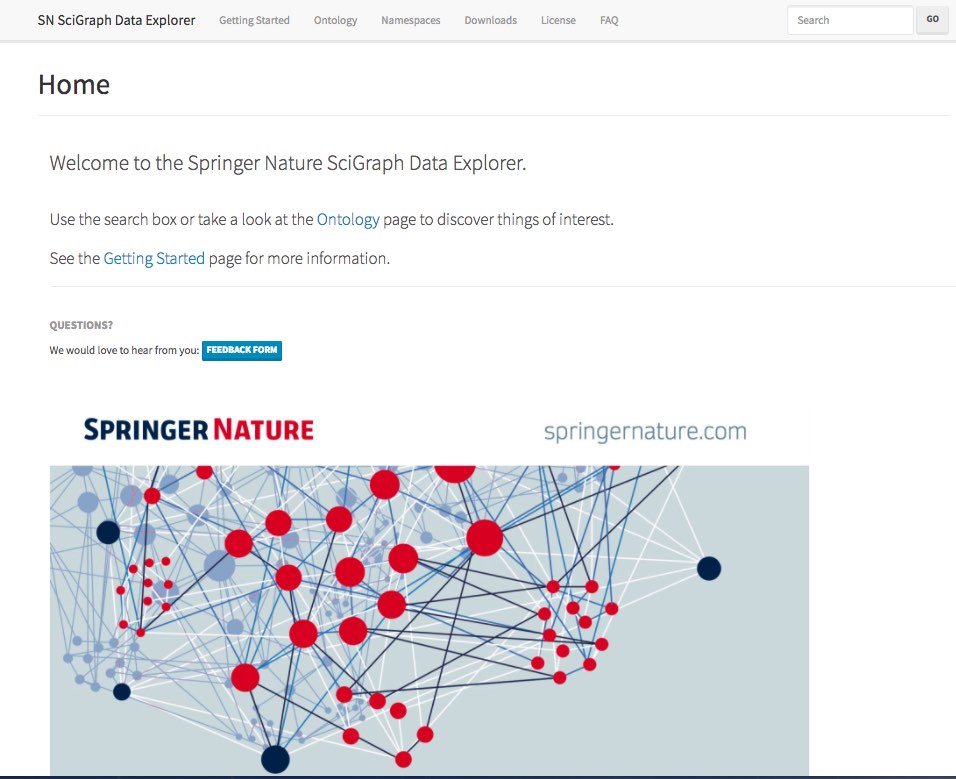 SN SciGraph Data Explorer Getting Started Ontology Namespaces Downloads License FAQ Search GO
Home
Welcome to the Springer Nature SciGraph Data Explorer.
Use the search box or take a look at the Ontology page to discover things of interest.
See the Getting Started page for more information.
QUESTIONS?
We would love to hear from you: FEEDBACK FORM
SPRINGER NATURE springernature.com